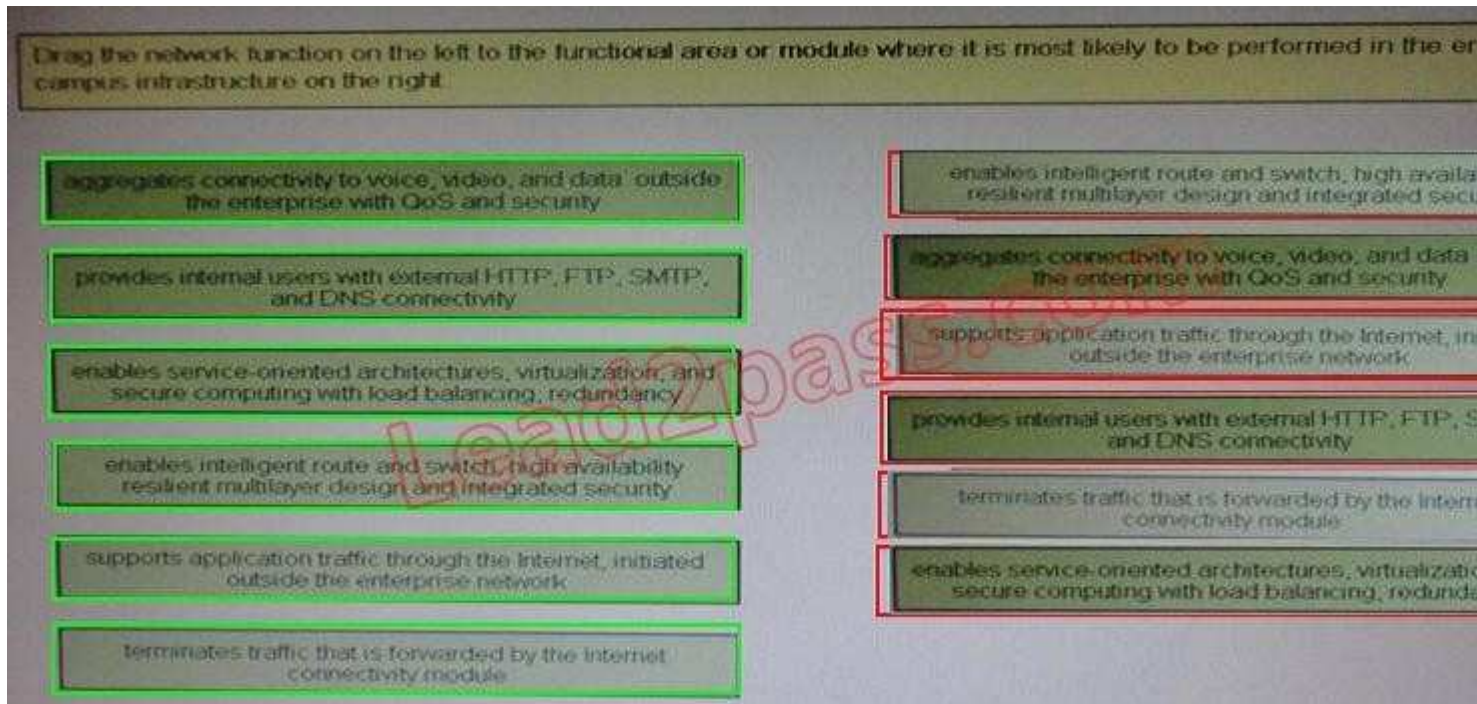 Drag the network function on the left to the functional area or module where it is most likely to be performed in the er
campus infrastructure on the right.
aggregates connectivity to voice, video, and data outside
the enterprise with QoS and security
provides internal users with external HTTP, FTP, SMTP,
and DNS connectivity
enables service-oriented architectures, virtualization, and
secure computing with load balancing, redundancy
enables intelligent route and switch, high availability
resilient multilayer design and integrated security
supports application traffic through the Internet, initiated
outside the enterprise network
terminates traffic that is forwarded by the Internet
connectivity module
enables intelligent route and switch, high availa
resilient multilayer design and integrated secu
aggregates connectivity to voice, video, and data
the enterprise with QoS and security
supports application traffic through the Internet, in
outside the enterprise network
provides internal users with external HTTP, FTP, S
and DNS connectivity
terminates traffic that is forwarded by the Intern
connectivity module
enables service-oriented architectures, virtualizatio
secure computing with load balancing, redunda
Lead2pass.com